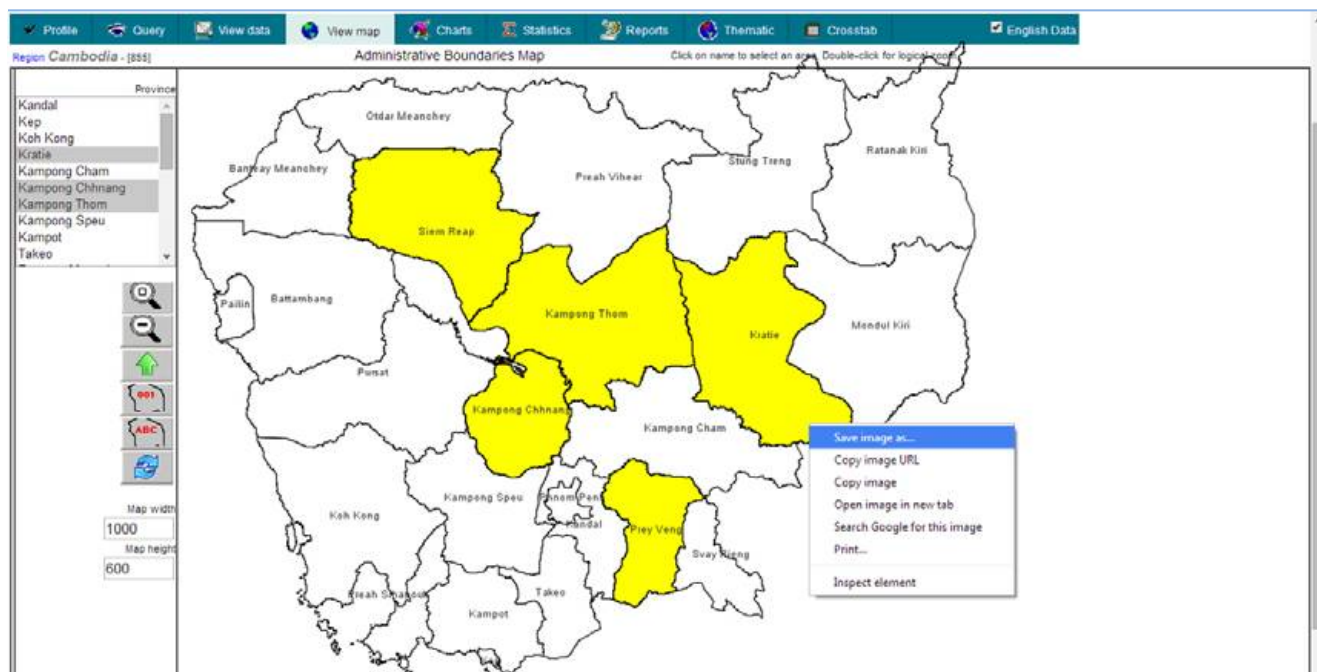 Profile Query View data View map Charts Statistics Reports Thematic Crosstab English Data
Region Cambodia - [855] Administrative Boundaries Map Click on name to select an area. Double-click for logical zoom.
Province
Kandal
Kep
Koh Kong
Kratie
Kampong Cham
Kampong Chhnang
Kampong Thom
Kampong Speu
Kampot
Takeo
001
ABC
Map width
1000
Map height
600
Otdar Meanchey
Stung Treng
Ratanak Kiri
Banteay Meanchey
Preah Vihear
Siem Reap
Pailin
Battambang
Kampong Thom
Kratie
Mondul Kiri
Pursat
Kampong Chhnang
Kampong Cham
Kampong Speu
Phnom Penh
Koh Kong
Kandal
Prey Veng
Svay Rieng
Preah Sihanouk
Takeo
Kampot
Save image as...
Copy image URL
Copy image
Open image in new tab
Search Google for this image
Print...
Inspect element